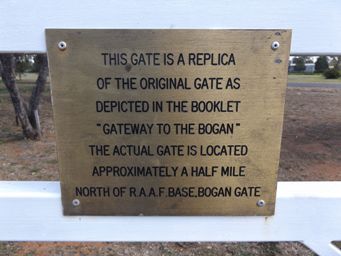 THIS GATE IS A REPLICA
OF THE ORIGINAL GATE AS
DEPICTED IN THE BOOKLET
"GATEWAY TO THE BOGAN"
THE ACTUAL GATE IS LOCATED
APPROXIMATELY A HALF MILE
NORTH OF R.A.A.F. BASE, BOGAN GATE